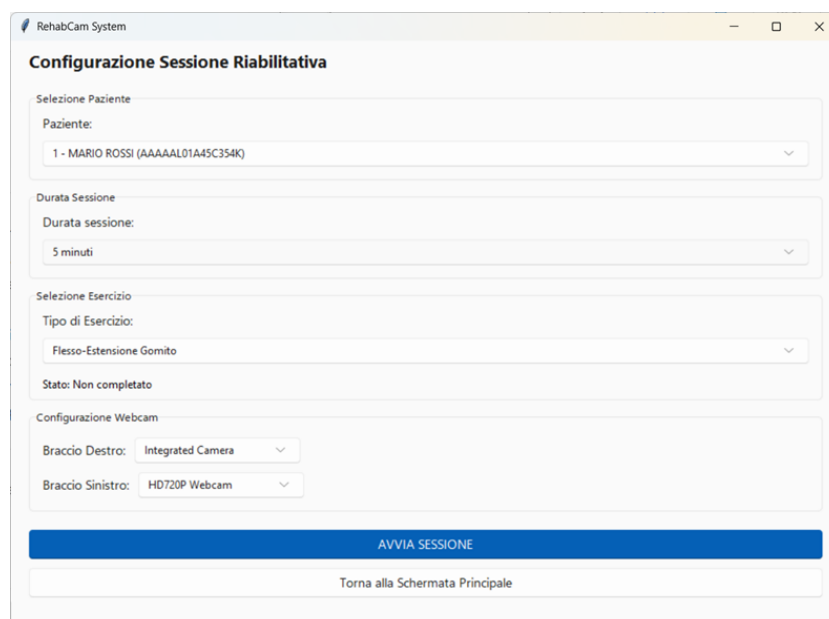 RehabCam System
Configurazione Sessione Riabilitativa
Selezione Paziente
Paziente:
1 - MARIO ROSSI (AAAAAL01A45C354K)
Durata Sessione
Durata sessione:
5 minuti
Selezione Esercizio
Tipo di Esercizio:
Flesso-Estensione Gomito
Stato: Non completato
Configurazione Webcam
Braccio Destro: Integrated Camera
Braccio Sinistro: HD720P Webcam
AVVIA SESSIONE
Torna alla Schermata Principale